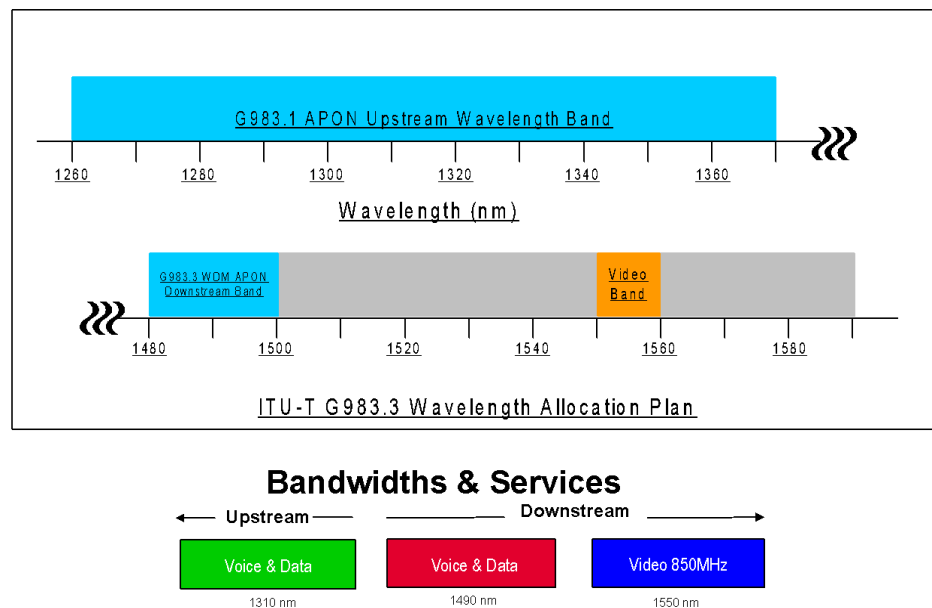 G983.1 APON Upstream Wavelength Band
1260 1280 1300 1320 1340 1360
Wavelength (nm)
G983.3 WDM APON
Downstream Band
Video
Band
1480 1500 1520 1540 1560 1580
ITU-T G983.3 Wavelength Allocation Plan
Bandwidths & Services
Upstream Downstream
Voice & Data Voice & Data Video 850MHz
1310 nm 1490 nm 1550 nm